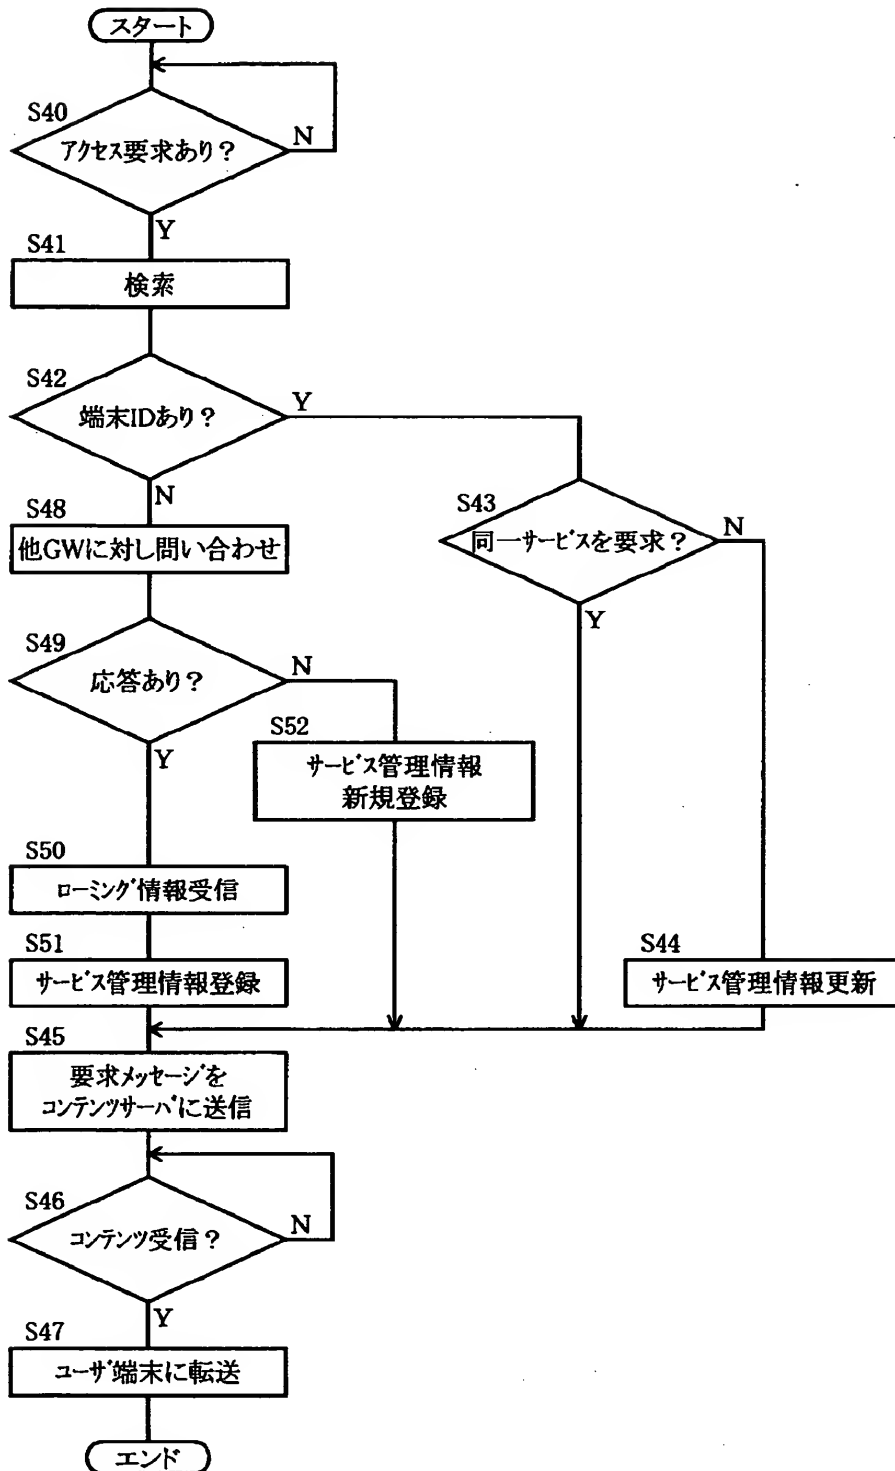 スタート
S40
アクセス要求あり?
N
Y
S41
検索
S42
端末IDあり?
Y
N
S43
同一サービスを要求?
N
Y
S48
他GWに対し問い合わせ
S49
応答あり?
N
Y
S52
サービス管理情報
新規登録
S50
ローミング情報受信
S51
サービス管理情報登録
S44
サービス管理情報更新
S45
要求メッセージを
コンテンツサーバに送信
S46
コンテンツ受信?
N
Y
S47
ユーザ端末に転送
エンド